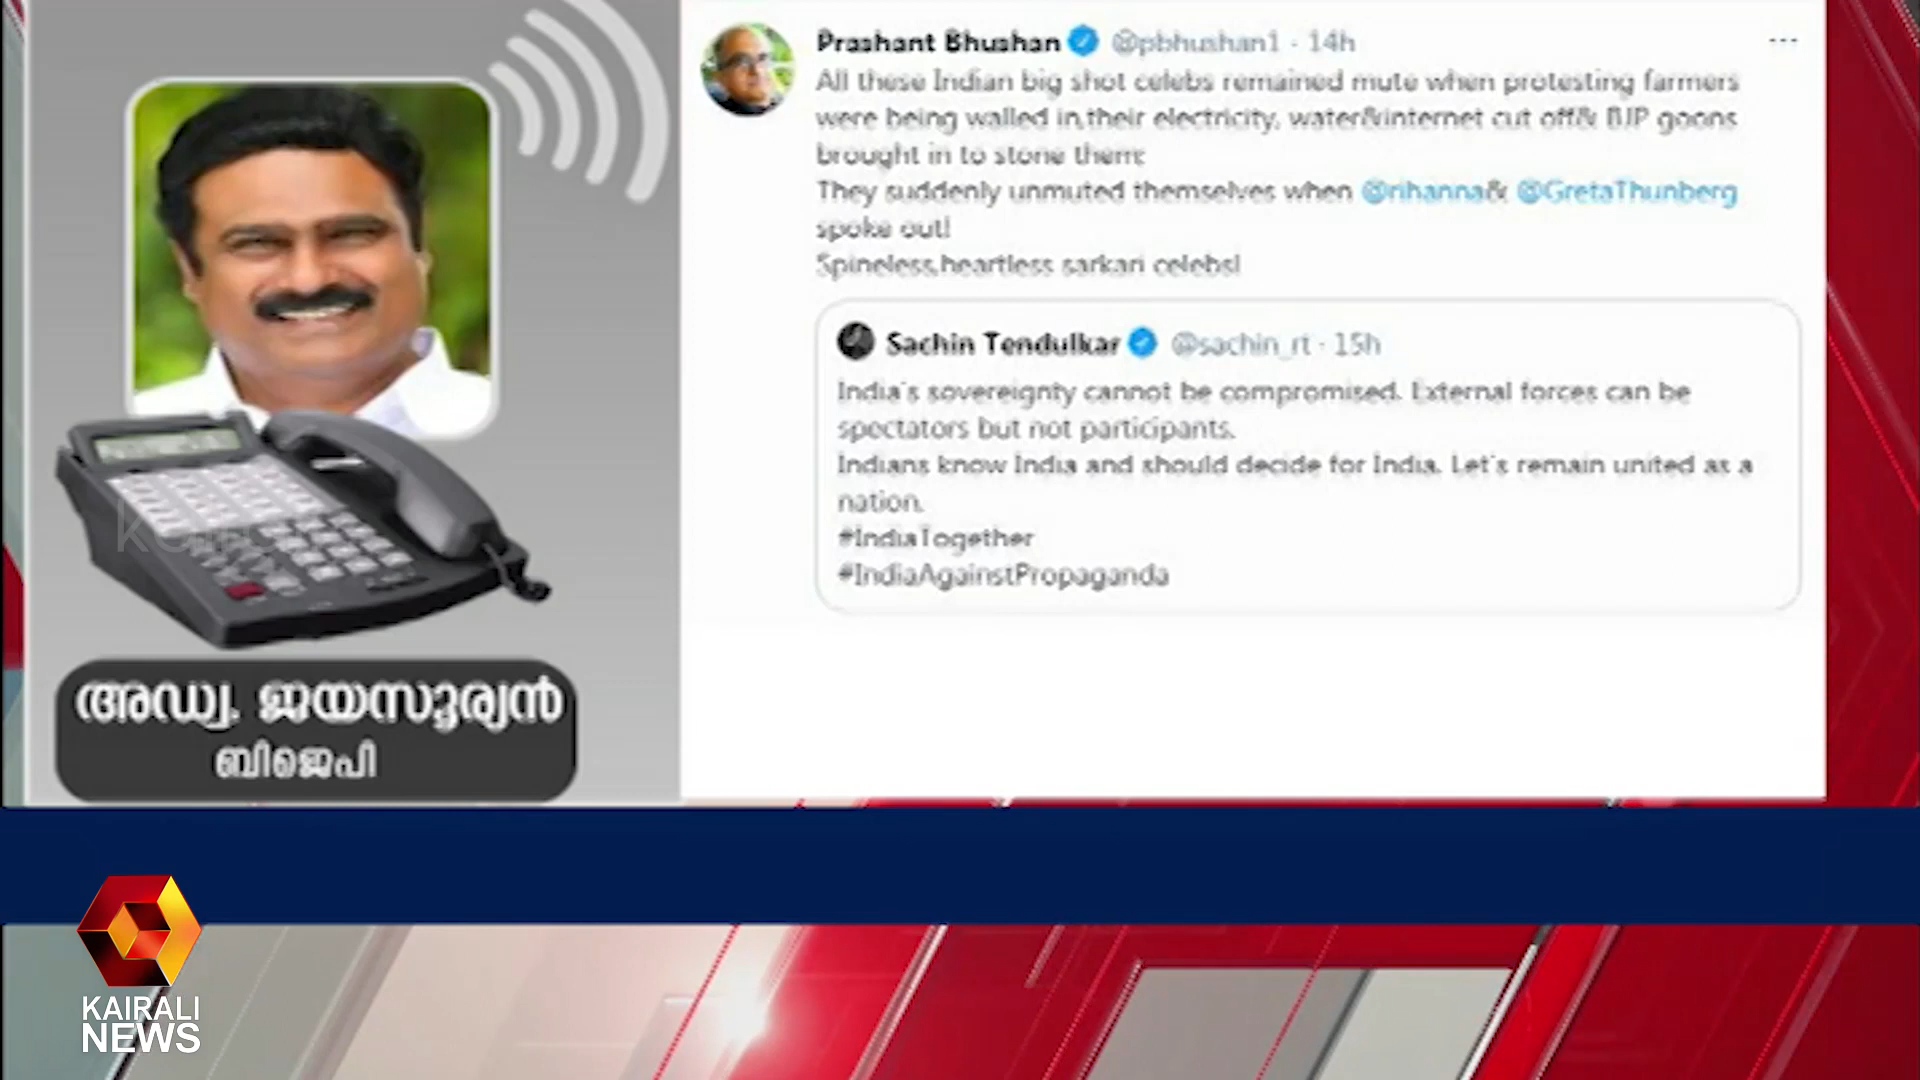 Prashant Bhushan @pbhushan1 · 14h
All these Indian big shot celebs remained mute when protesting farmers
were being walled in,their electricity, water&internet cut off& BJP goons
brought in to stone them:
They suddenly unmuted themselves when @rihanna& @GretaThunberg
spoke out!
Spineless,heartless sarkari celebs!
Sachin Tendulkar @sachin_rt · 15h
India's sovereignty cannot be compromised. External forces can be
spectators but not participants.
Indians know India and should decide for India. Let's remain united as a
nation.
#IndiaTogether
#IndiaAgainstPropaganda
അഡ്വ. ജയസൂര്യൻ
ബിജെപി
KAIRALI
NEWS